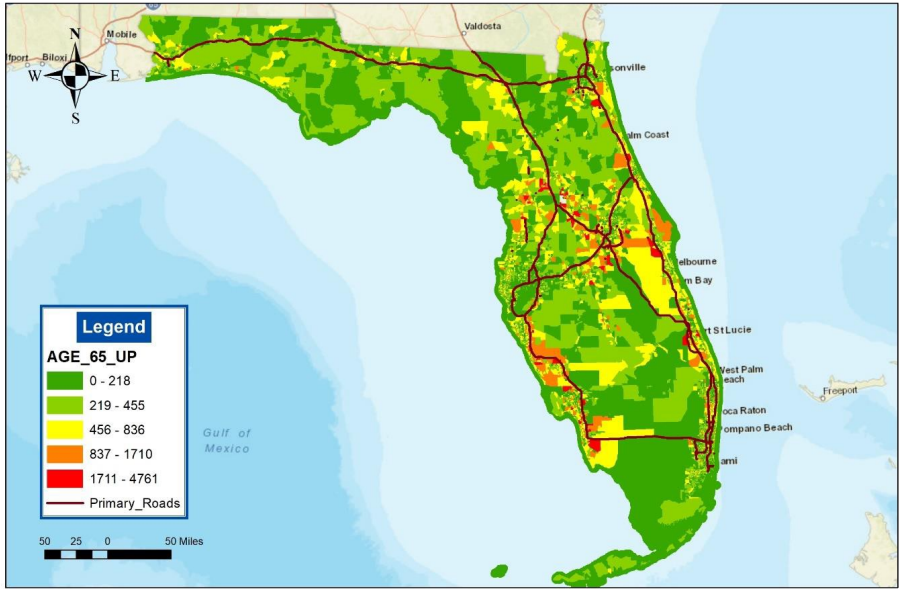 Mobile
lfport
Biloxi
N
W
E
S
Valdosta
sonville
alm Coast
elbourne
m Bay
rt St Lucie
West Palm
each
oca Raton
ompano Beach
ami
Freeport
Gulf of
Mexico
Legend
AGE_65_UP
0 - 218
219 - 455
456 - 836
837 - 1710
1711 - 4761
Primary_Roads
50 25 0 50 Miles